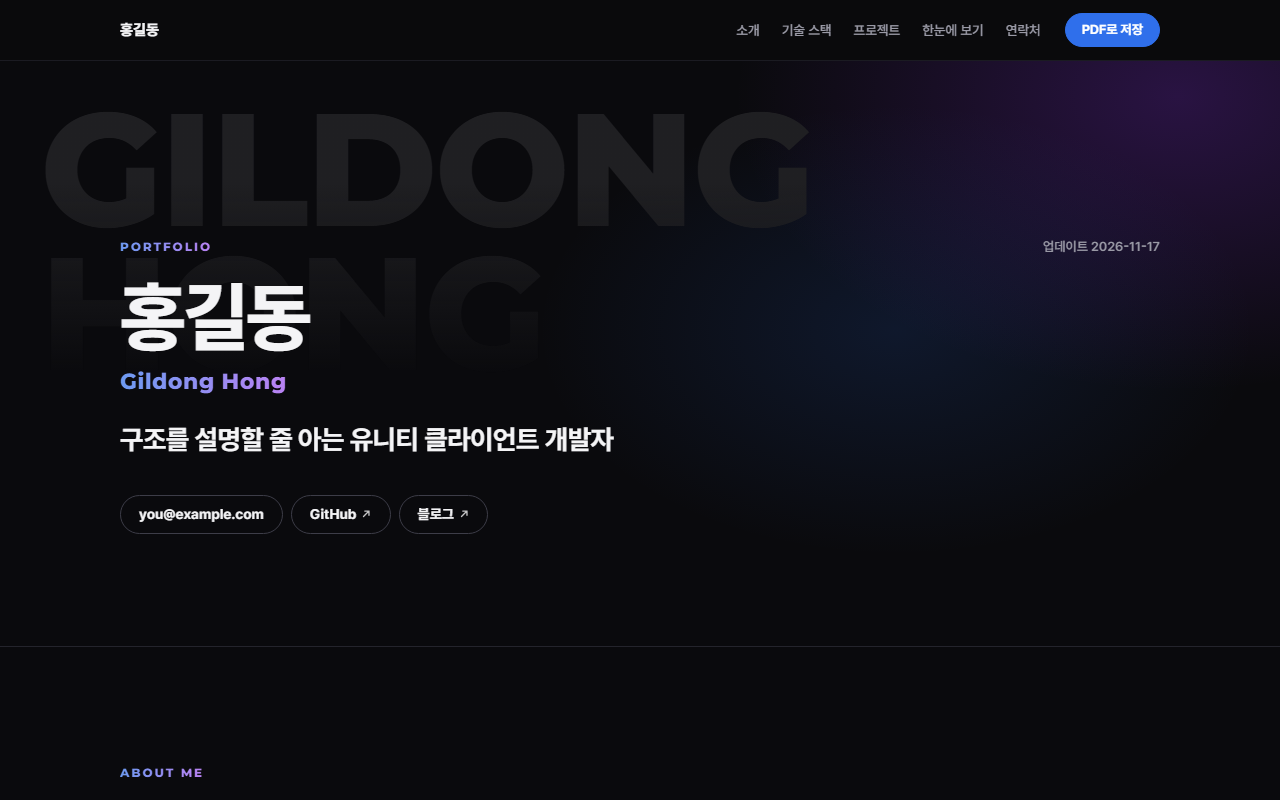 홍길동
소개 기술 스택 프로젝트 한눈에 보기 연락처 PDF로 저장
GILDONG
HONG
PORTFOLIO
업데이트 2026-11-17
홍길동
Gildong Hong
구조를 설명할 줄 아는 유니티 클라이언트 개발자
you@example.com GitHub ↗ 블로그 ↗
ABOUT ME